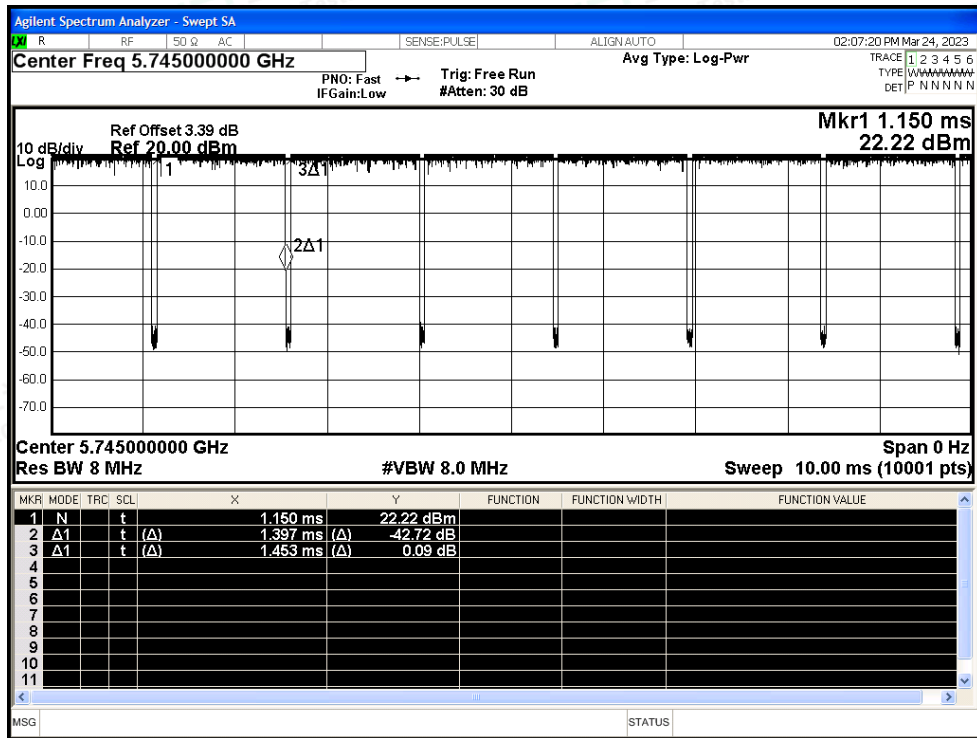 Agilent Spectrum Analyzer - Swept SA
LXI R RF 50 Ω AC SENSE:PULSE ALIGN AUTO 02:07:20 PM Mar 24, 2023
Center Freq 5.745000000 GHz Avg Type: Log-Pwr TRACE 1 2 3 4 5 6
PNO: Fast Trig: Free Run TYPE WWWWWW
IFGain:Low #Atten: 30 dB DET P N N N N N
Mkr1 1.150 ms
Ref Offset 3.39 dB
10 dB/div Ref 20.00 dBm 22.22 dBm
Log
1 3Δ1
10.0
0.00
-10.0
2Δ1
-20.0
-30.0
-40.0
-50.0
-60.0
-70.0
Center 5.745000000 GHz Span 0 Hz
Res BW 8 MHz #VBW 8.0 MHz Sweep 10.00 ms (10001 pts)
MKR MODE TRC SCL X Y FUNCTION FUNCTION WIDTH FUNCTION VALUE
1 N t 1.150 ms 22.22 dBm
2 Δ1 t (Δ) 1.397 ms (Δ) -42.72 dB
3 Δ1 t (Δ) 1.453 ms (Δ) 0.09 dB
4
5
6
7
8
9
10
11
MSG STATUS